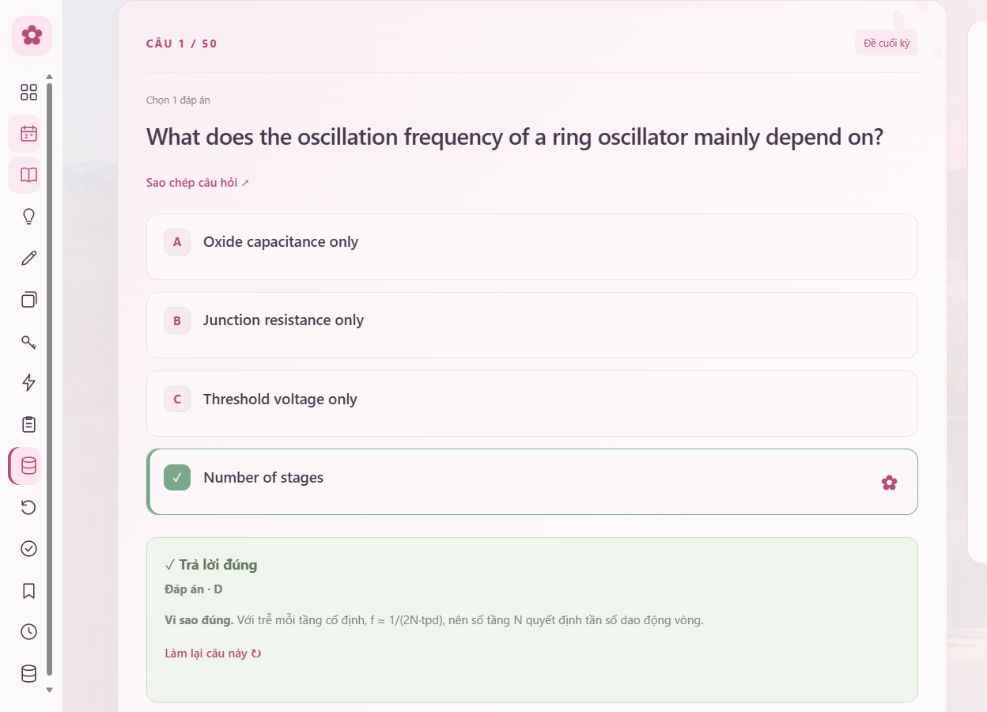 CÂU 1 / 50
Đề cuối kỳ
Chọn 1 đáp án
What does the oscillation frequency of a ring oscillator mainly depend on?
Sao chép câu hỏi ↗
A Oxide capacitance only
B Junction resistance only
C Threshold voltage only
✓ Number of stages
✓ Trả lời đúng
Đáp án · D
Vì sao đúng. Với trễ mỗi tầng cố định, f ≈ 1/(2N·tpd), nên số tầng N quyết định tần số dao động vòng.
Làm lại câu này ↻